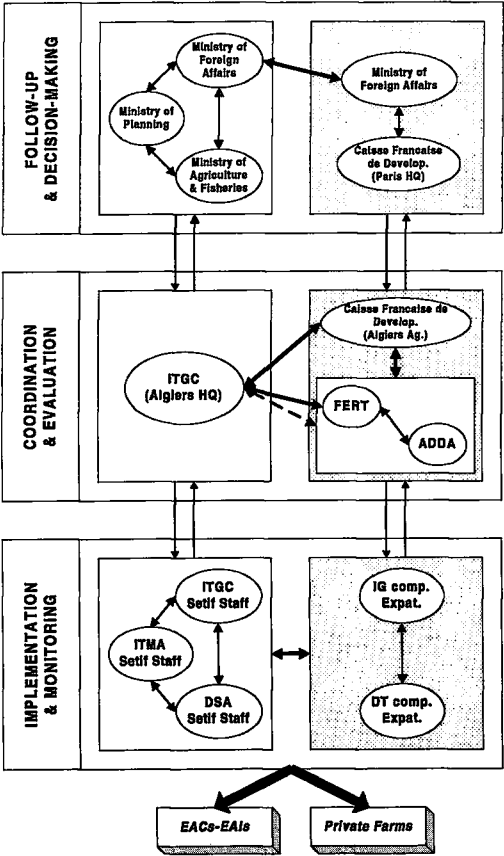 FOLLOW-UP
& DECISION-MAKING
Ministry of
Foreign
Affairs
Ministry of
Planning
Ministry of
Agriculture
& Fisheries
Ministry of
Foreign Affairs
Caisse Francaise
de Develop.
(Paris HQ)
COORDINATION
& EVALUATION
ITGC
(Algiers HQ)
Caisse Francaise de
Develop.
(Algiers Ag.)
FERT
ADDA
IMPLEMENTATION
& MONITORING
ITGC
Setif Staff
ITMA
Setif Staff
DSA
Setif Staff
IG comp.
Expat.
DT comp.
Expat.
EACs-EAIs
Private Farms